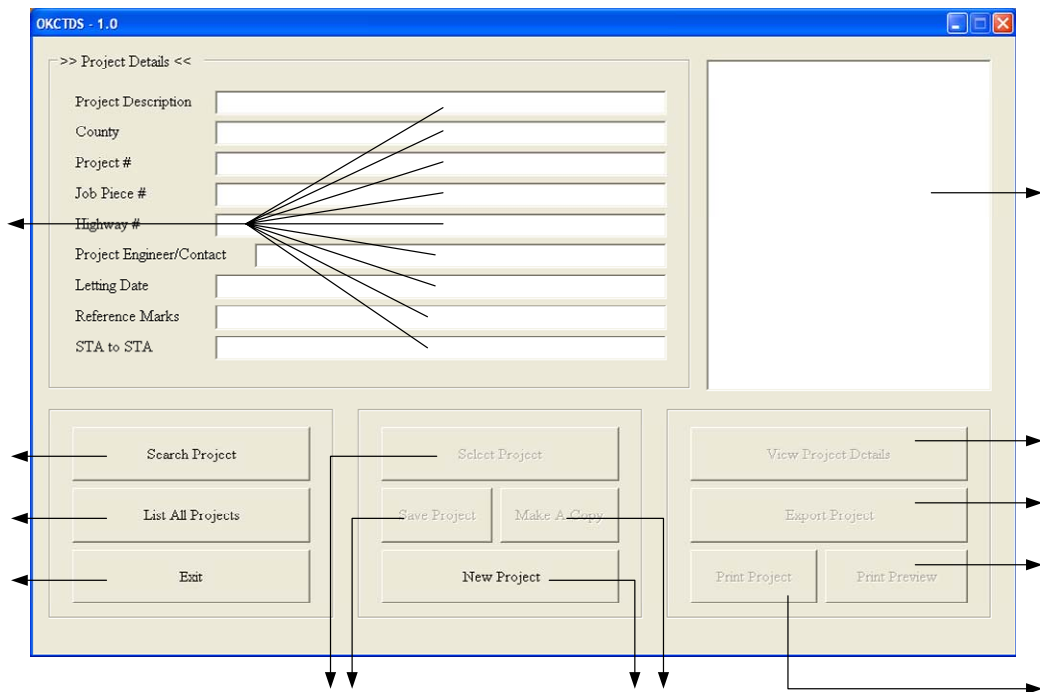 OKCTDS - 1.0
>> Project Details <<
Project Description
County
Project #
Job Piece #
Highway #
Project Engineer/Contact
Letting Date
Reference Marks
STA to STA
Search Project
List All Projects
Exit
Select Project
Save Project
Make A Copy
New Project
View Project Details
Export Project
Print Project
Print Preview